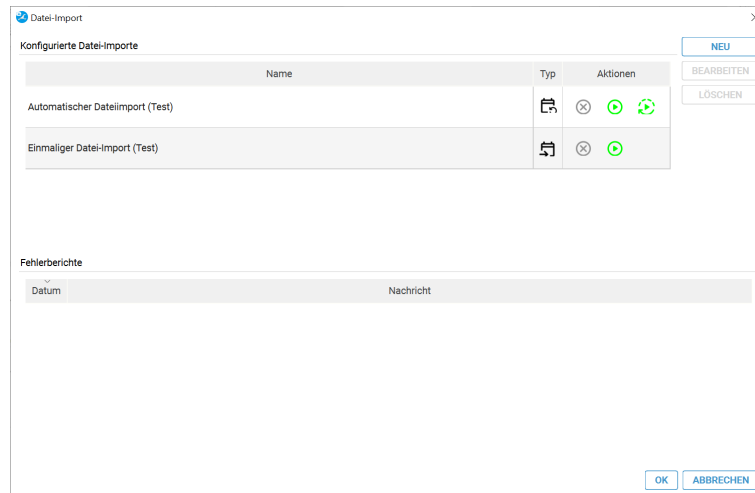 Datei-Import
Konfigurierte Datei-Importe
NEU
Name Typ Aktionen
BEARBEITEN
LÖSCHEN
Automatischer Dateiimport (Test)
Einmaliger Datei-Import (Test)
Fehlerberichte
Datum Nachricht
OK ABBRECHEN